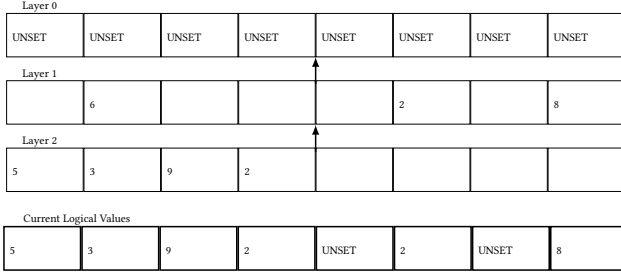 Layer 0
UNSET UNSET UNSET UNSET UNSET UNSET UNSET UNSET
Layer 1
6 2 8
Layer 2
5 3 9 2
Current Logical Values
5 3 9 2 UNSET 2 UNSET 8